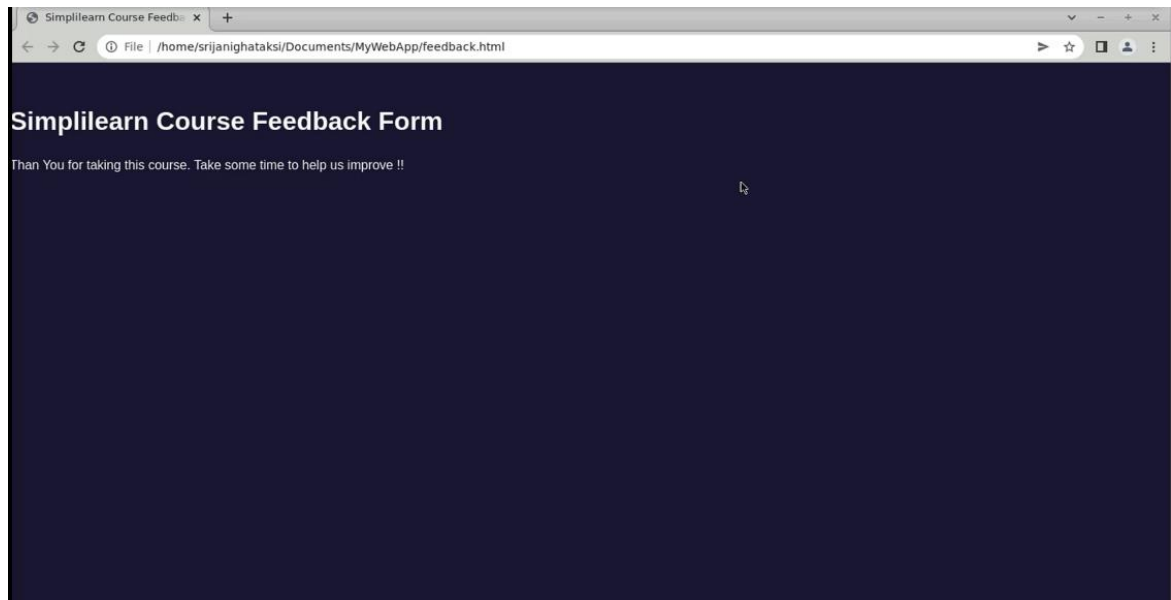 Simplilearn Course Feedba
File /home/srijanighataksi/Documents/MyWebApp/feedback.html
Simplilearn Course Feedback Form
Than You for taking this course. Take some time to help us improve !!